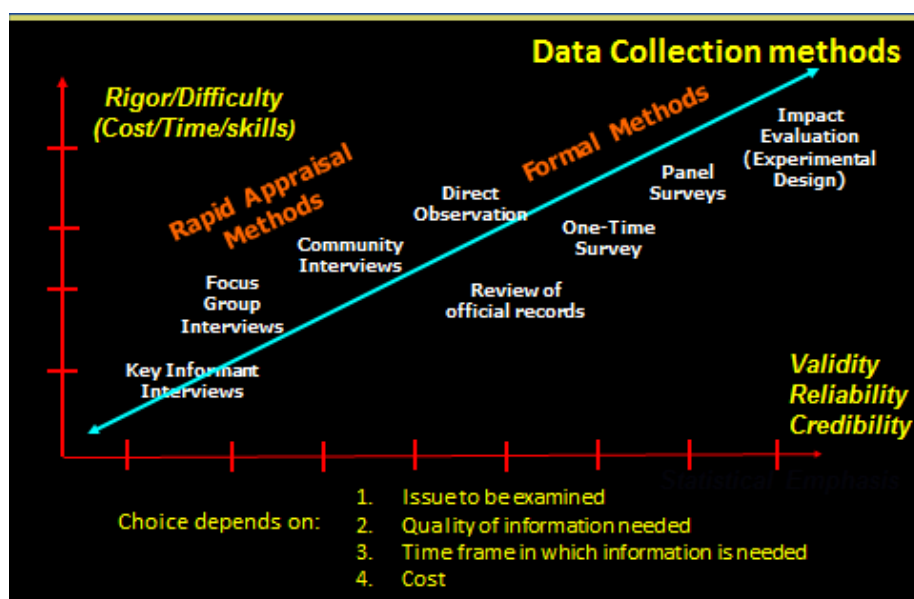 Data Collection methods
Rigor/Difficulty
(Cost/Time/skills)
Rapid Appraisal
Methods
Formal Methods
Impact
Evaluation
(Experimental
Design)
Panel
Surveys
Direct
Observation
One-Time
Survey
Community
Interviews
Focus
Group
Interviews
Review of
official records
Key Informant
Interviews
Validity
Reliability
Credibility
Statistical Emphasis
Choice depends on:
1. Issue to be examined
2. Quality of information needed
3. Time frame in which information is needed
4. Cost